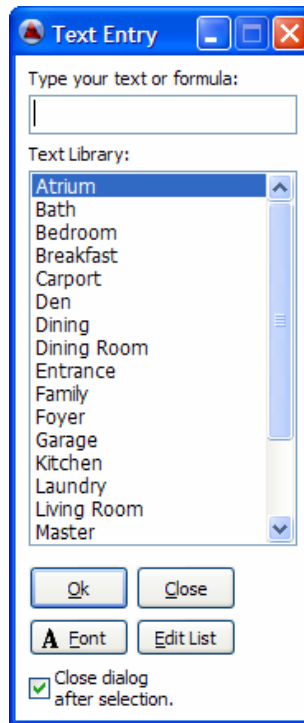 Text Entry
Type your text or formula:
Text Library:
Atrium
Bath
Bedroom
Breakfast
Carport
Den
Dining
Dining Room
Entrance
Family
Foyer
Garage
Kitchen
Laundry
Living Room
Master
Ok Close
A Font Edit List
Close dialog
after selection.